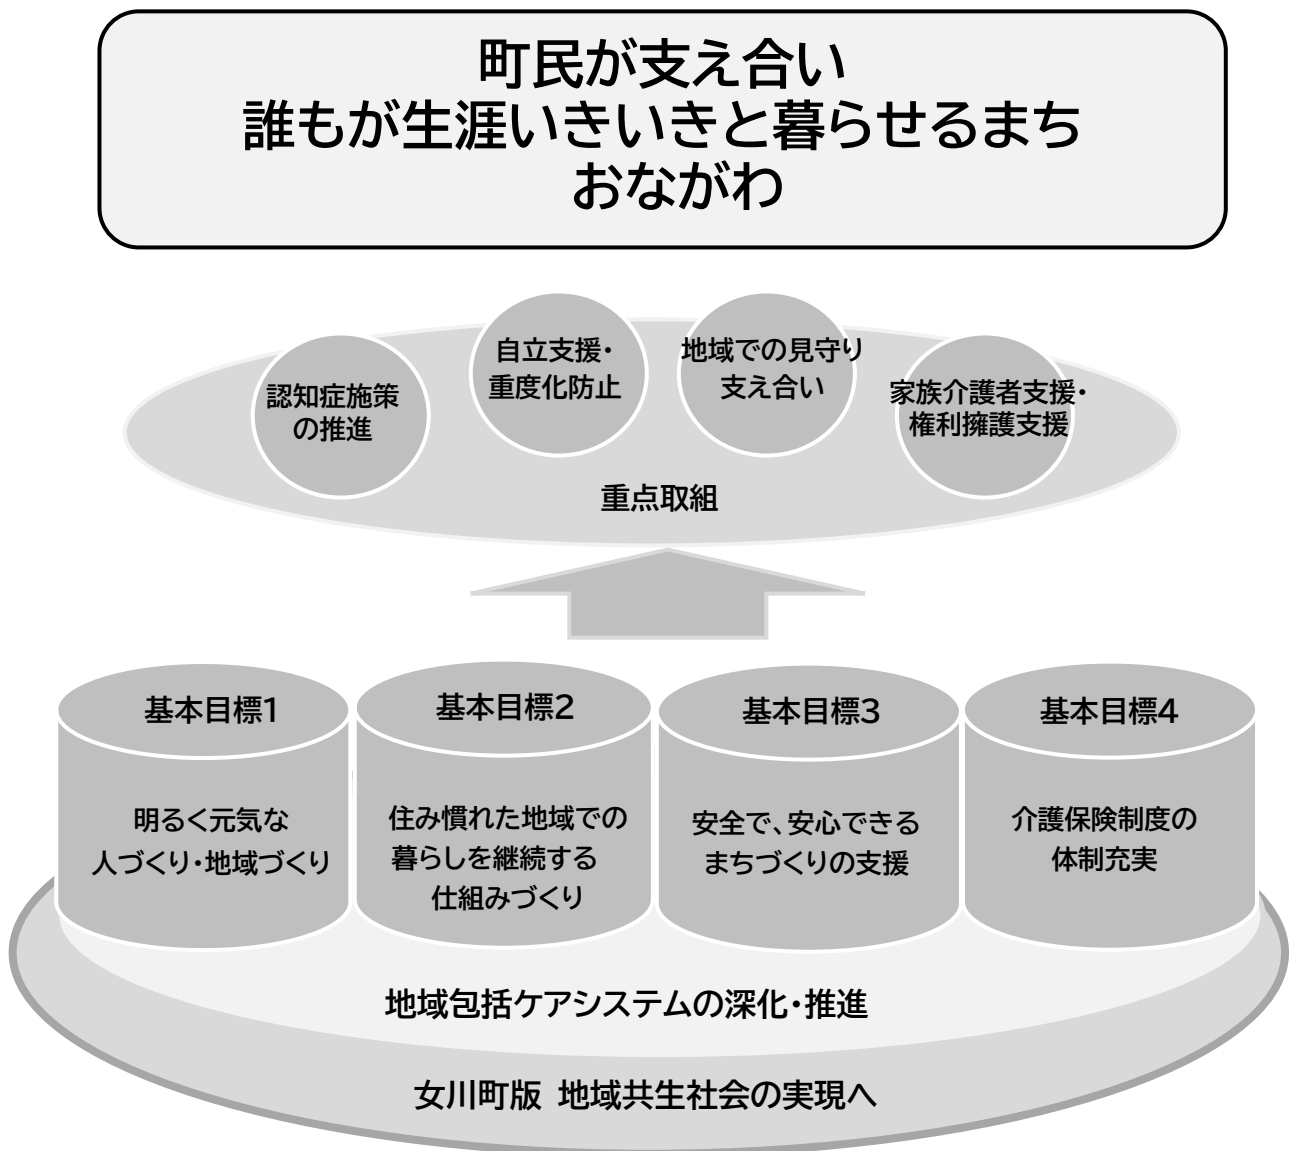 町民が支え合い
誰もが生涯いきいきと暮らせるまち
おながわ
認知症施策
の推進
自立支援・
重度化防止
地域での見守り
支え合い
家族介護者支援・
権利擁護支援
重点取組
基本目標1
明るく元気な
人づくり・地域づくり
基本目標2
住み慣れた地域での
暮らしを継続する
仕組みづくり
基本目標3
安全で、安心できる
まちづくりの支援
基本目標4
介護保険制度の
体制充実
地域包括ケアシステムの深化・推進
女川町版 地域共生社会の実現へ